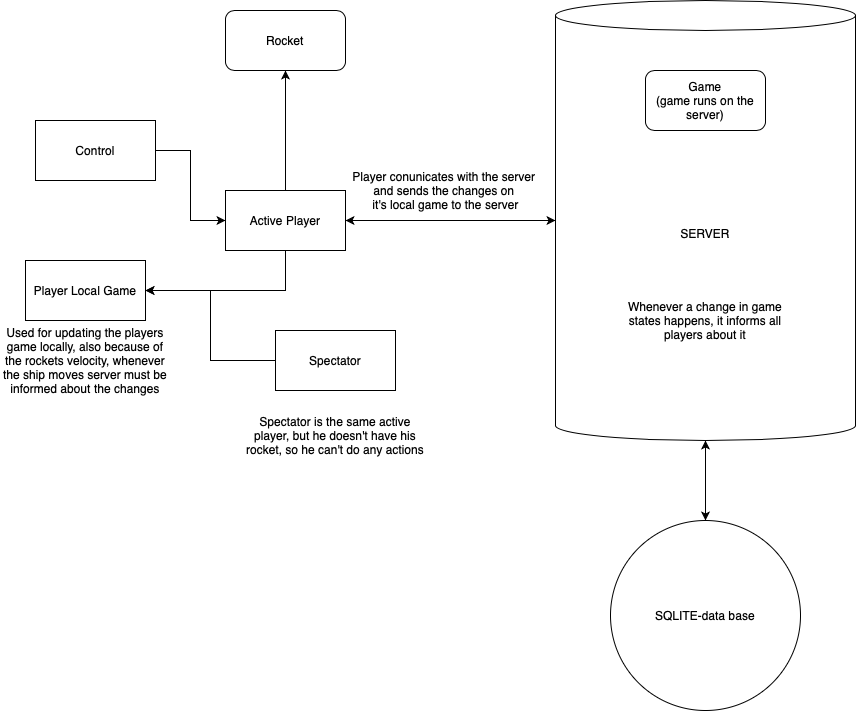 Rocket
Game
(game runs on the
server)
Control
Player conunicates with the server
and sends the changes on
it's local game to the server
Active Player
SERVER
Player Local Game
Whenever a change in game
states happens, it informs all
players about it
Used for updating the players
game locally, also because of
the rockets velocity, whenever
the ship moves server must be
informed about the changes
Spectator
Spectator is the same active
player, but he doesn't have his
rocket, so he can't do any actions
SQLITE-data base